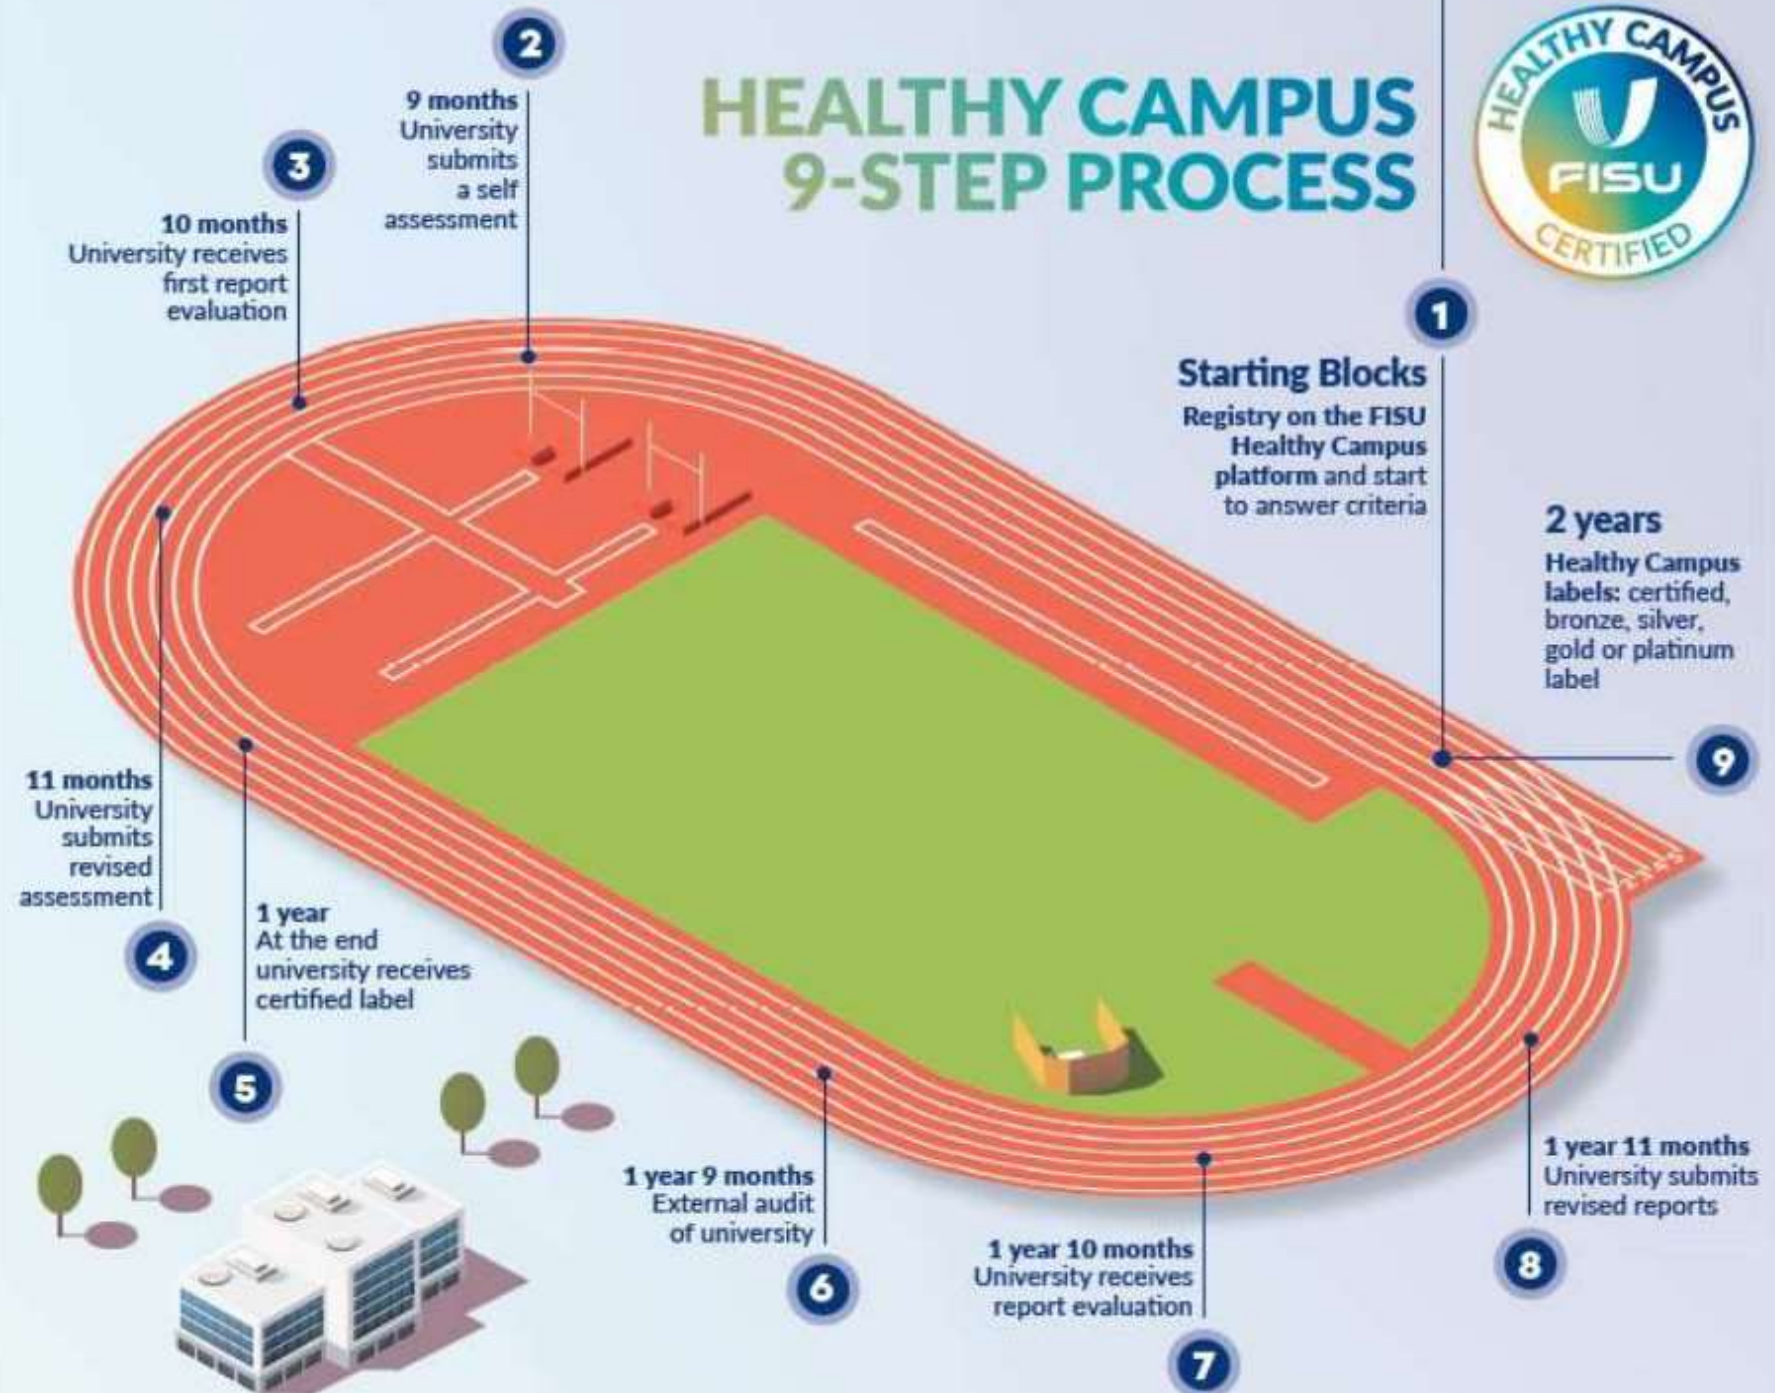 HEALTHY CAMPUS
9-STEP PROCESS
HEALTHY CAMPUS
FISU
CERTIFIED
1
Starting Blocks
Registry on the FISU
Healthy Campus
platform and start
to answer criteria
2
9 months
University
submits
a self
assessment
3
10 months
University receives
first report
evaluation
11 months
University
submits
revised
assessment
4
1 year
At the end
university receives
certified label
5
1 year 9 months
External audit
of university
6
1 year 10 months
University receives
report evaluation
7
1 year 11 months
University submits
revised reports
8
2 years
Healthy Campus
labels: certified,
bronze, silver,
gold or platinum
label
9